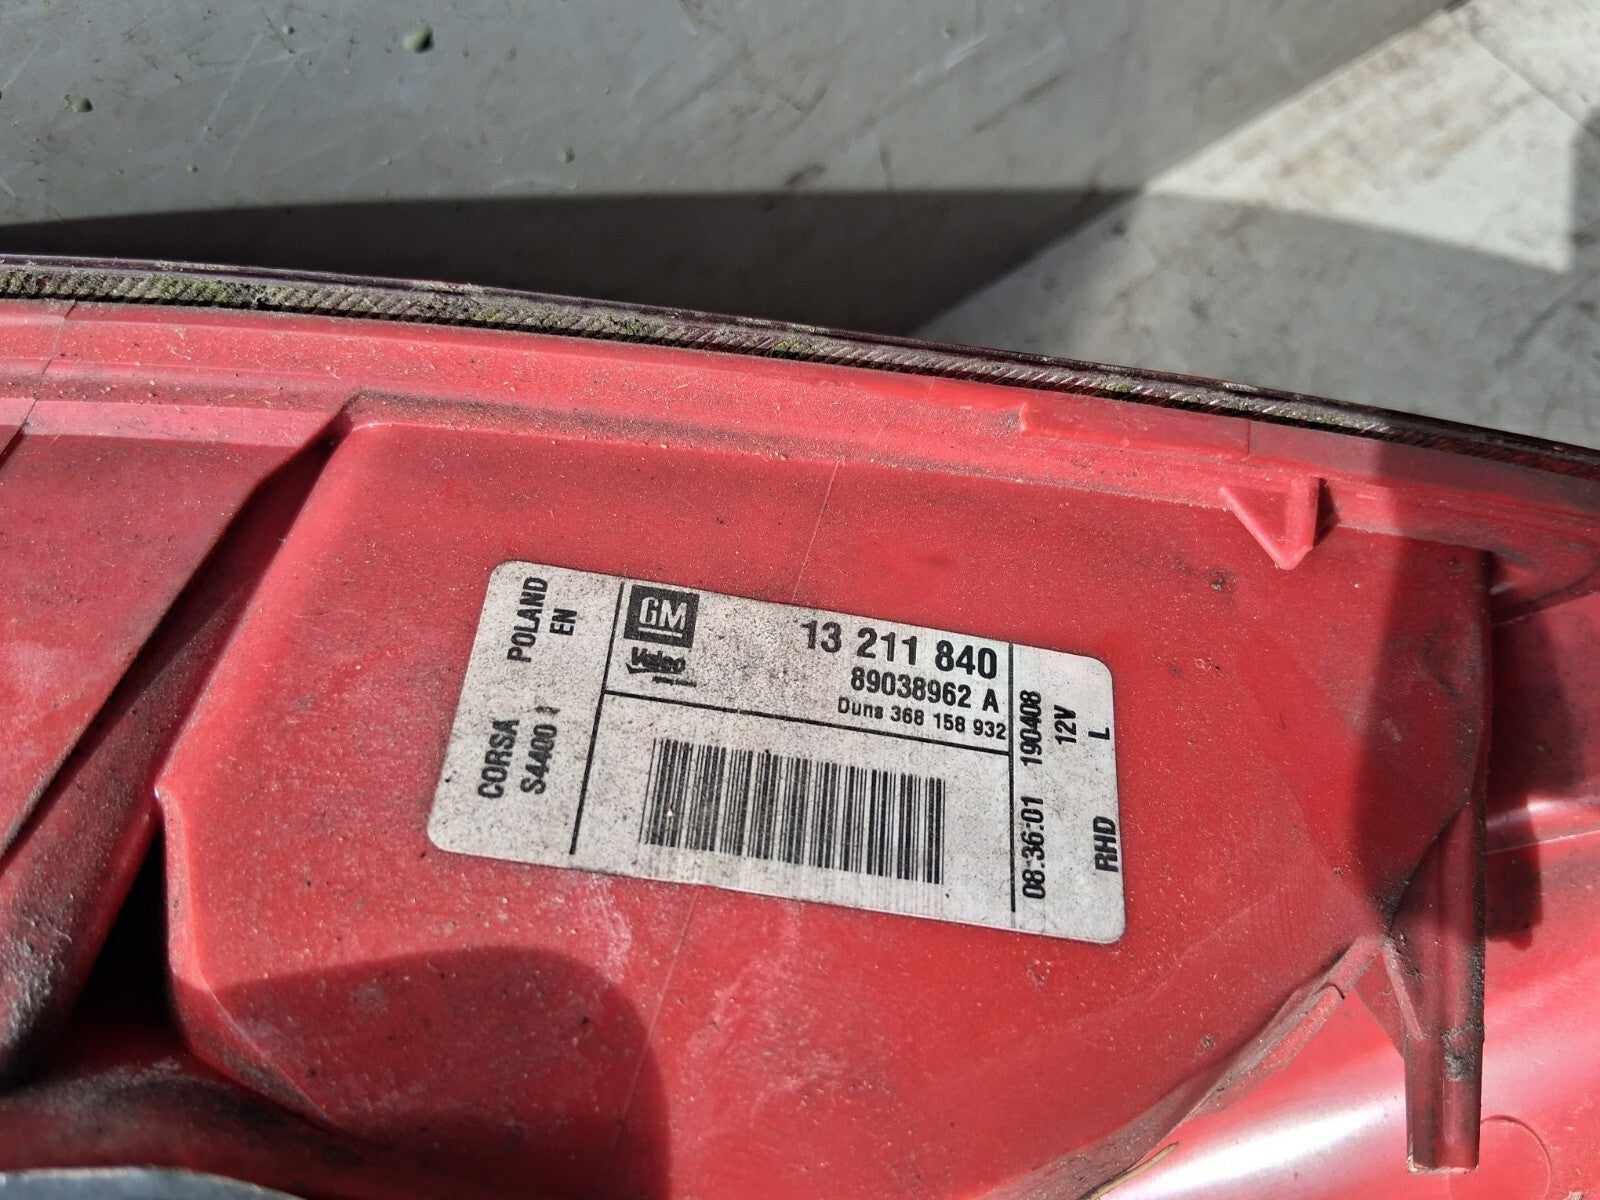 POLAND
EN
CORSA
S4400
GM
Valeo
13 211 840
89038962 A
Duns 368 158 932
08:36:01 190408
12V
RHD L